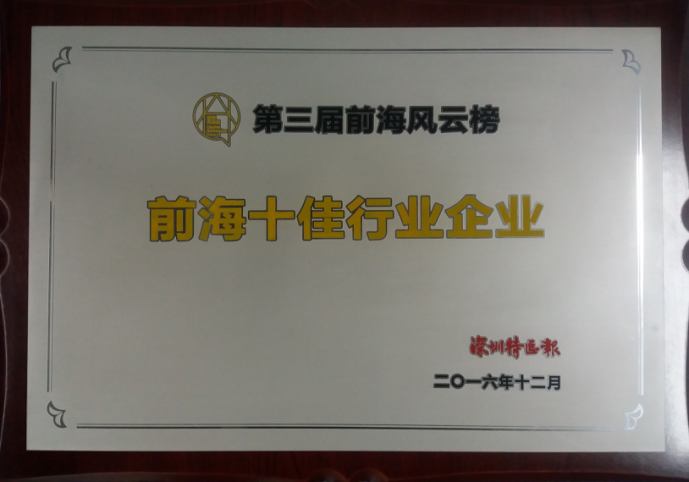 第三届前海风云榜
前海十佳行业企业
深圳特区報
二〇一六年十二月